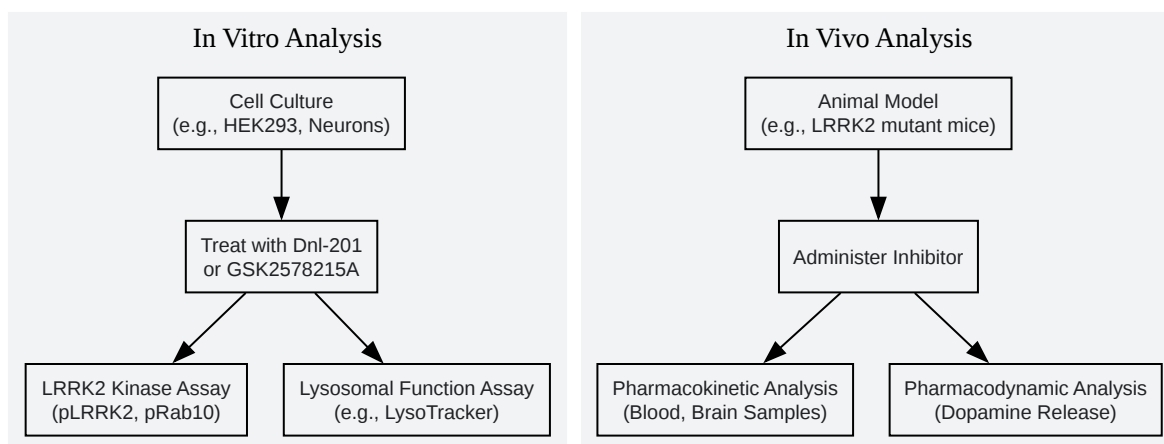 In Vitro Analysis
Cell Culture
(e.g., HEK293, Neurons)
Treat with Dnl-201
or GSK2578215A
LRRK2 Kinase Assay
(pLRRK2, pRab10)
Lysosomal Function Assay
(e.g., LysoTracker)
In Vivo Analysis
Animal Model
(e.g., LRRK2 mutant mice)
Administer Inhibitor
Pharmacokinetic Analysis
(Blood, Brain Samples)
Pharmacodynamic Analysis
(Dopamine Release)